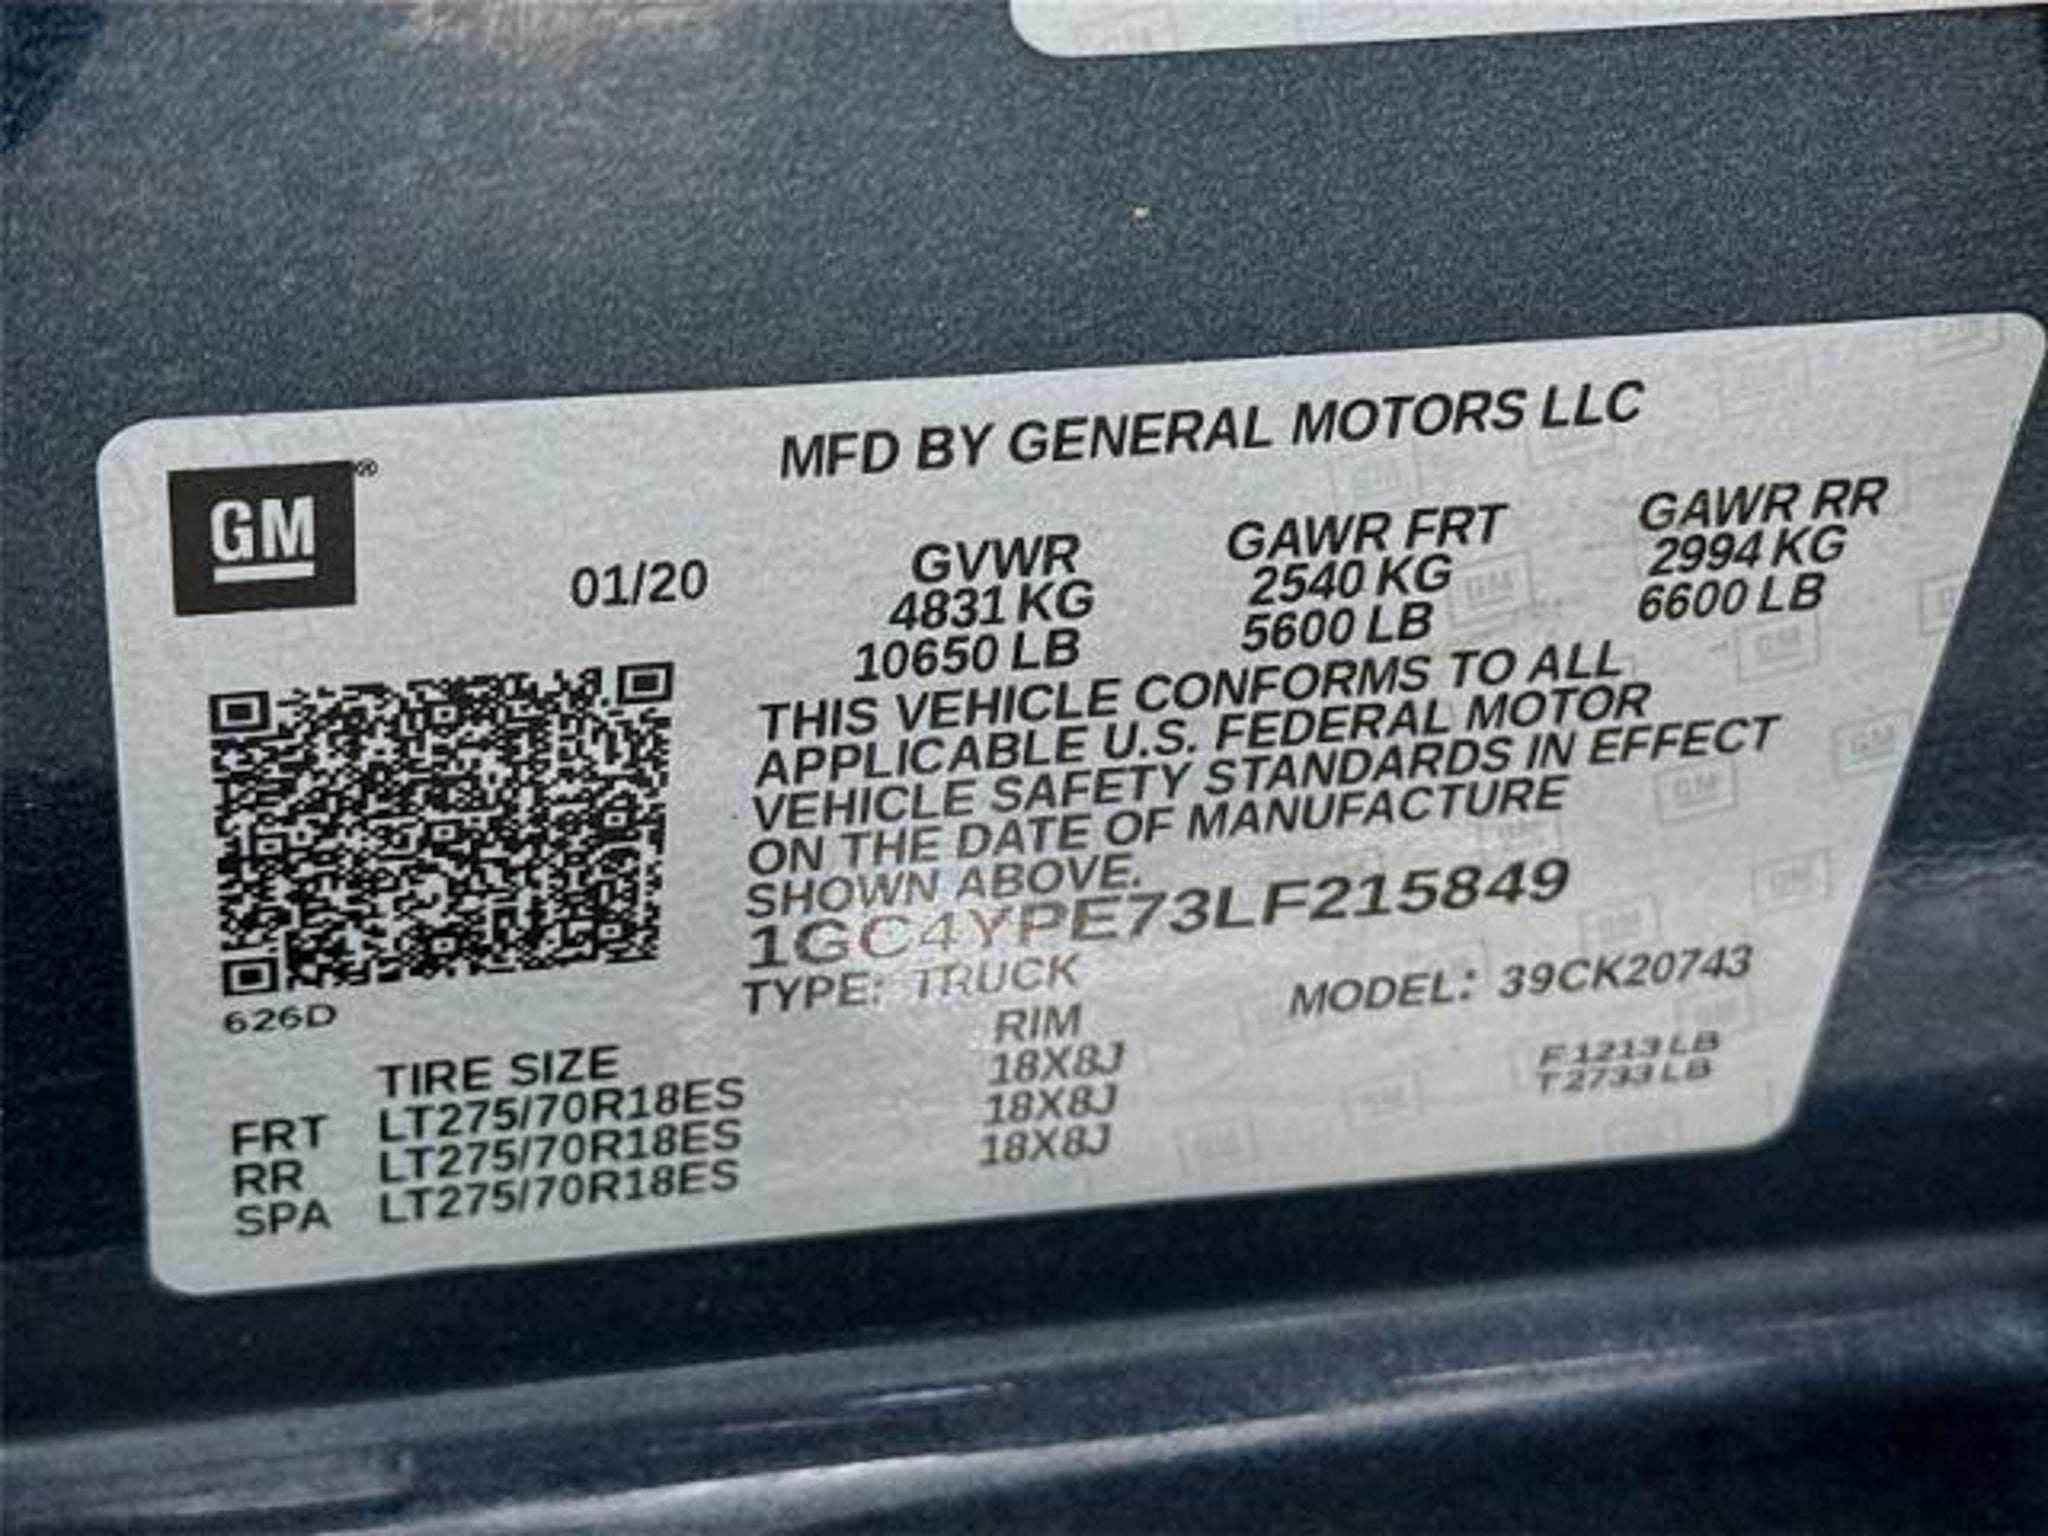 MFD BY GENERAL MOTORS LLC
GM®
01/20
GVWR GAWR FRT GAWR RR
4831 KG 2540 KG 2994 KG
10650 LB 5600 LB 6600 LB
THIS VEHICLE CONFORMS TO ALL
APPLICABLE U.S. FEDERAL MOTOR
VEHICLE SAFETY STANDARDS IN EFFECT
ON THE DATE OF MANUFACTURE
SHOWN ABOVE.
1GC4YPE73LF215849
TYPE: TRUCK MODEL: 39CK20743
626D
TIRE SIZE RIM
FRT LT275/70R18ES 18X8J
RR LT275/70R18ES 18X8J
SPA LT275/70R18ES 18X8J
F 1213 LB
T 2733 LB